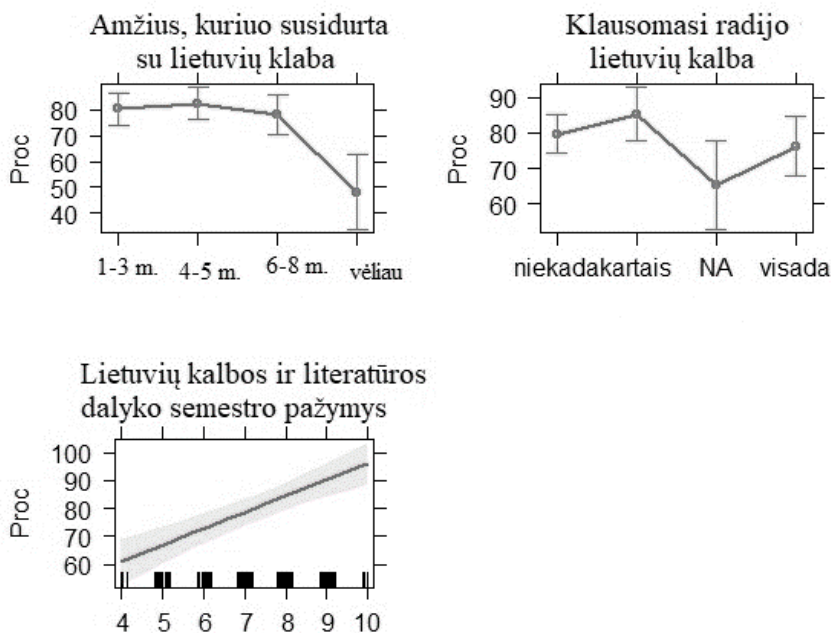 Amžius, kuriuo susidurta
su lietuvių klaba
Proc
80
70
60
50
40
1-3 m. 4-5 m. 6-8 m. vėliau
Klausomasi radijo
lietuvių kalba
Proc
90
80
70
60
niekada kartais NA visada
Lietuvių kalbos ir literatūros
dalyko semestro pažymys
Proc
100
90
80
70
60
4 5 6 7 8 9 10